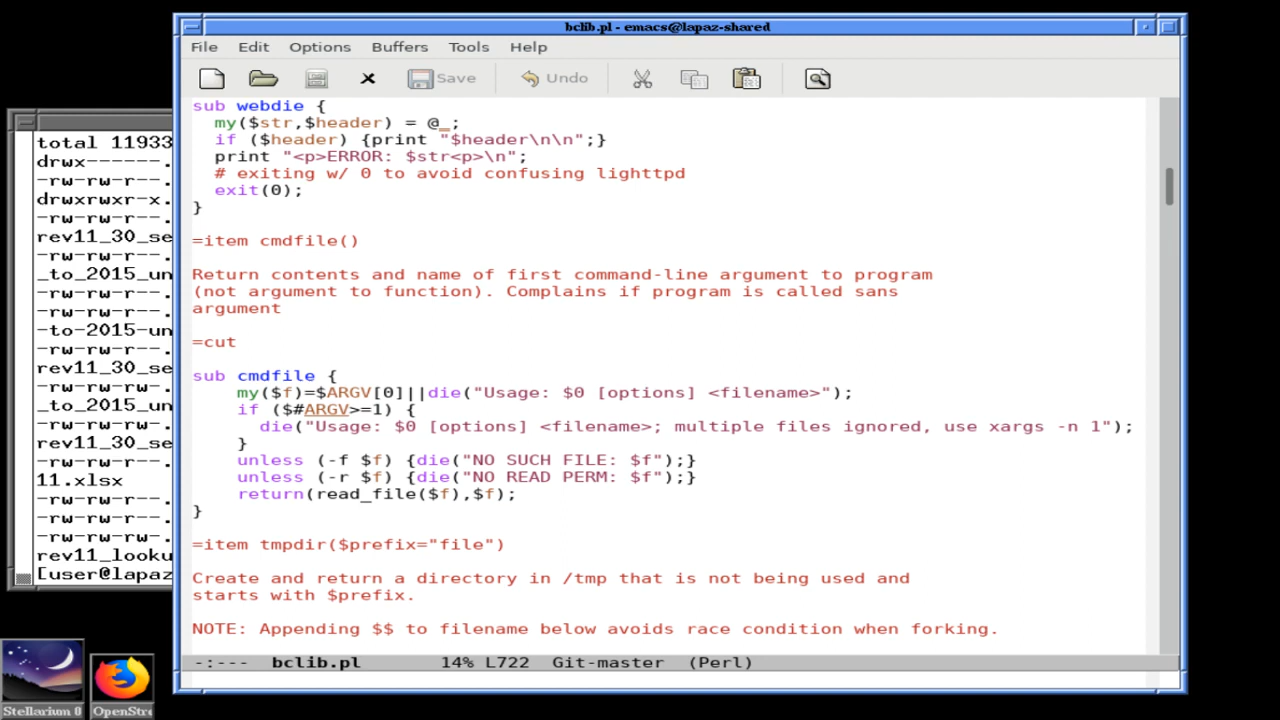 bclib.pl - emacs@lapaz-shared
File Edit Options Buffers Tools Help
Save Undo
sub webdie {
  my($str,$header) = @_;
  if ($header) {print "$header\n\n";}
  print "<p>ERROR: $str<p>\n";
  # exiting w/ 0 to avoid confusing lighttpd
  exit(0);
}
=item cmdfile()
Return contents and name of first command-line argument to program
(not argument to function). Complains if program is called sans
argument
=cut
sub cmdfile {
    my($f)=$ARGV[0]||die("Usage: $0 [options] <filename>");
    if ($#ARGV>=1) {
      die("Usage: $0 [options] <filename>; multiple files ignored, use xargs -n 1");
    }
    unless (-f $f) {die("NO SUCH FILE: $f");}
    unless (-r $f) {die("NO READ PERM: $f");}
    return(read_file($f),$f);
}
=item tmpdir($prefix="file")
Create and return a directory in /tmp that is not being used and
starts with $prefix.
NOTE: Appending $$ to filename below avoids race condition when forking.
-:--- bclib.pl 14% L722 Git-master (Perl)
total 11933
drwx------.
-rw-rw-r--.
drwxrwxr-x.
-rw-rw-r--.
rev11_30_se
-rw-rw-r--.
_to_2015_un
-rw-rw-r--.
-rw-rw-r--.
-to-2015-un
-rw-rw-r--.
rev11_30_se
-rw-rw-r--.
_to_2015_un
-rw-rw-r--.
rev11_30_se
-rw-rw-r--.
11.xlsx
-rw-rw-r--.
-rw-rw-r--.
-rw-rw-rw-.
rev11_looku
[user@lapaz
Stellarium 0
OpenStre